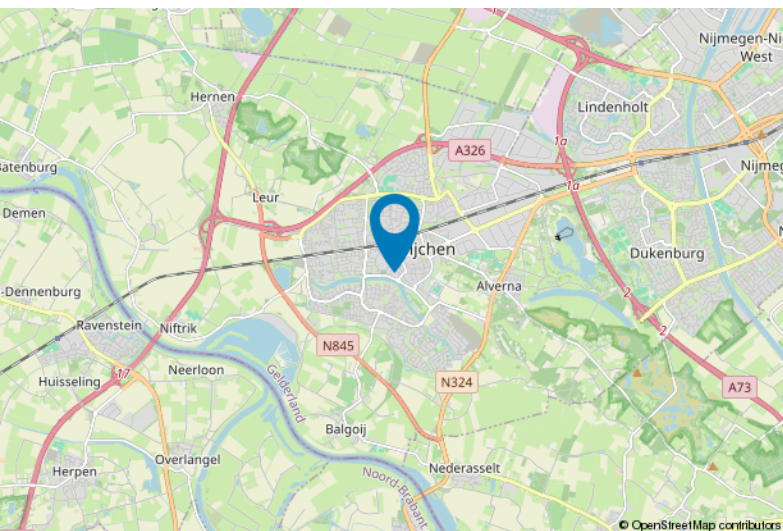 Nijmegen-Ni
West
Hernen
Lindenholt
1a
A326
Batenburg
1a
Nijmeg
Leur
Demen
ijchen
Dukenburg
-Dennenburg
Alverna
2
Ravenstein
Niftrik
2
N845
Neerloon
17
Huisseling
Gelderland
N324
A73
Balgoij
Overlangel
Herpen
Nederasselt
Noord-Brabant
© OpenStreetMap contributors